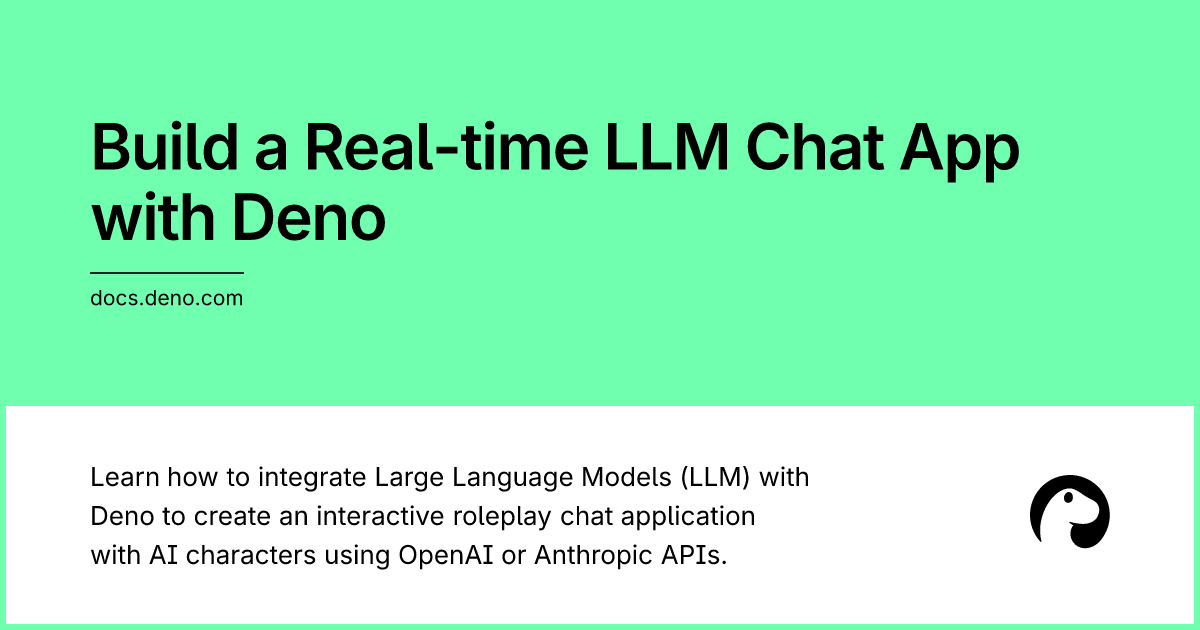 Build a Real-time LLM Chat App
with Deno
docs.deno.com
Learn how to integrate Large Language Models (LLM) with
Deno to create an interactive roleplay chat application
with AI characters using OpenAI or Anthropic APIs.